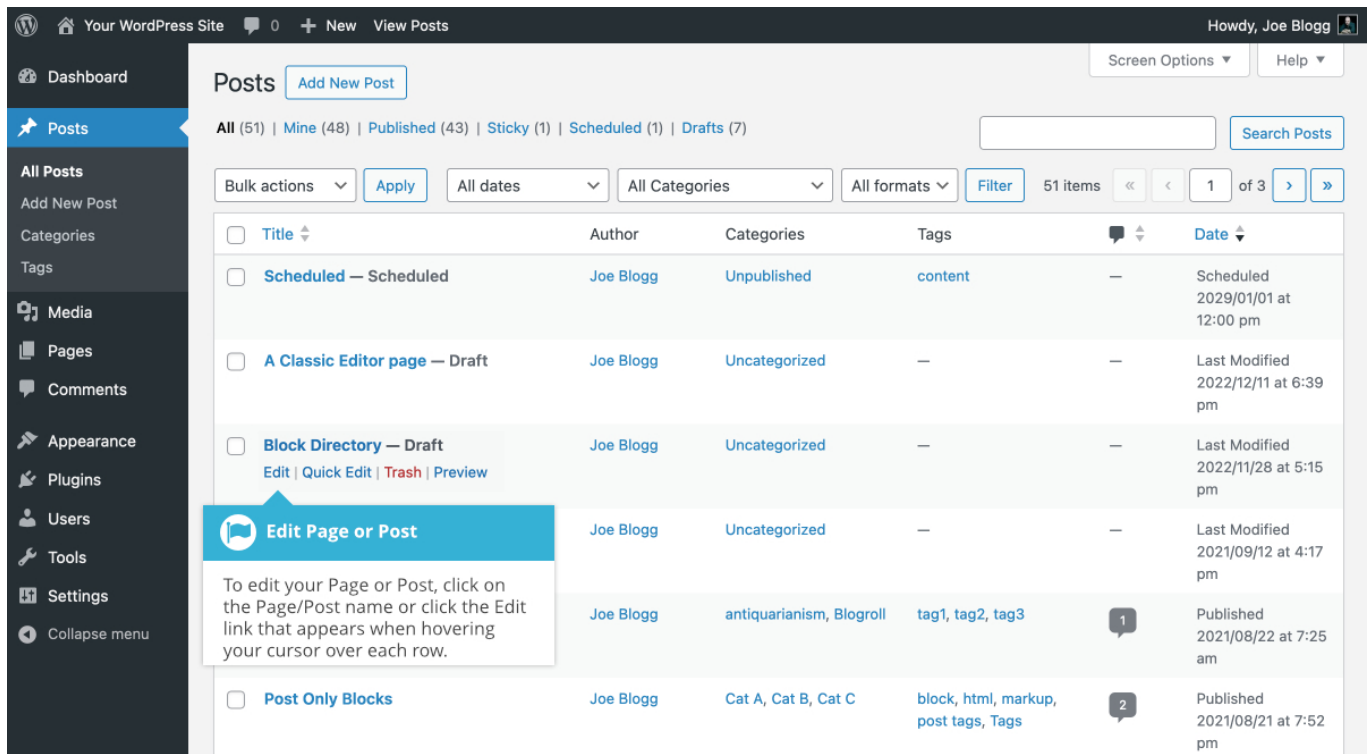 Your WordPress Site 0 New View Posts Howdy, Joe Blogg
Dashboard
Posts
All Posts
Add New Post
Categories
Tags
Media
Pages
Comments
Appearance
Plugins
Users
Tools
Settings
Collapse menu
Screen Options Help
Posts Add New Post
All (51) | Mine (48) | Published (43) | Sticky (1) | Scheduled (1) | Drafts (7)
Search Posts
Bulk actions Apply All dates All Categories All formats Filter 51 items « ‹ 1 of 3 › »
Title Author Categories Tags Date
Scheduled — Scheduled Joe Blogg Unpublished content — Scheduled
2029/01/01 at
12:00 pm
A Classic Editor page — Draft Joe Blogg Uncategorized — — Last Modified
2022/12/11 at 6:39
pm
Block Directory — Draft Joe Blogg Uncategorized — — Last Modified
Edit | Quick Edit | Trash | Preview 2022/11/28 at 5:15
pm
Edit Page or Post
To edit your Page or Post, click on
the Page/Post name or click the Edit
link that appears when hovering
your cursor over each row.
Joe Blogg Uncategorized — — Last Modified
2021/09/12 at 4:17
pm
Joe Blogg antiquarianism, Blogroll tag1, tag2, tag3 1 Published
2021/08/22 at 7:25
am
Post Only Blocks Joe Blogg Cat A, Cat B, Cat C block, html, markup, 2 Published
post tags, Tags 2021/08/21 at 7:52
pm